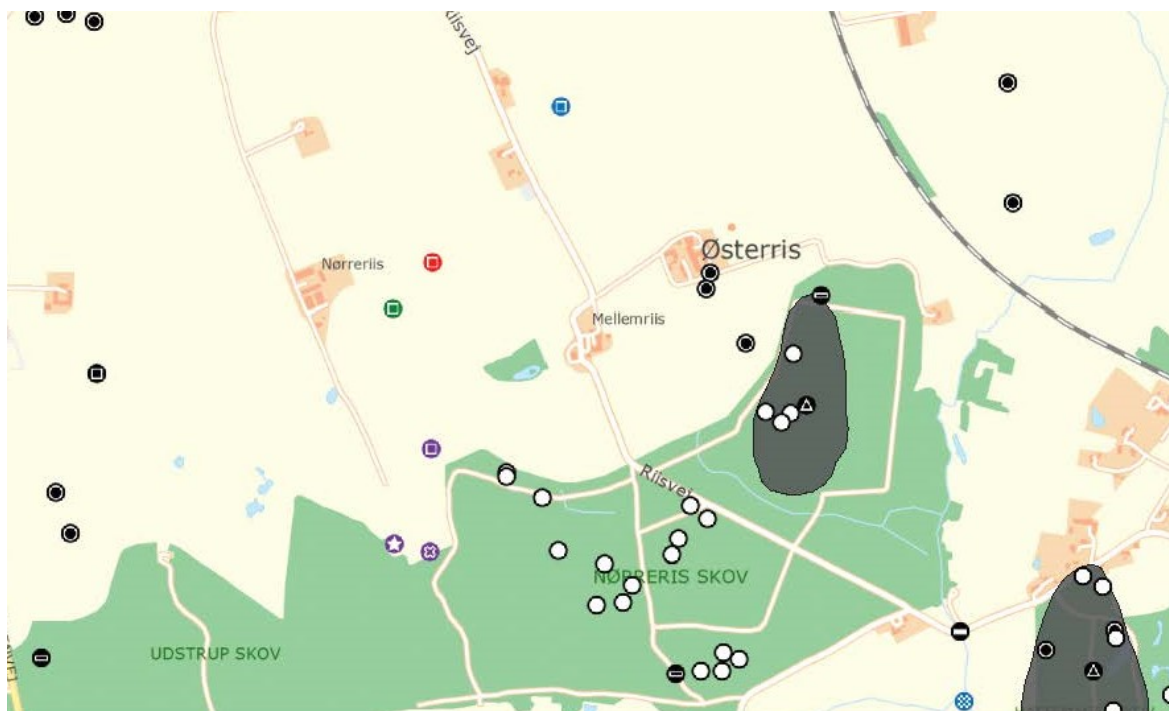 Riisvej
Østerris
Nørreriis
Mellemriis
Riisvej
NØRRERIS SKOV
UDSTRUP SKOV